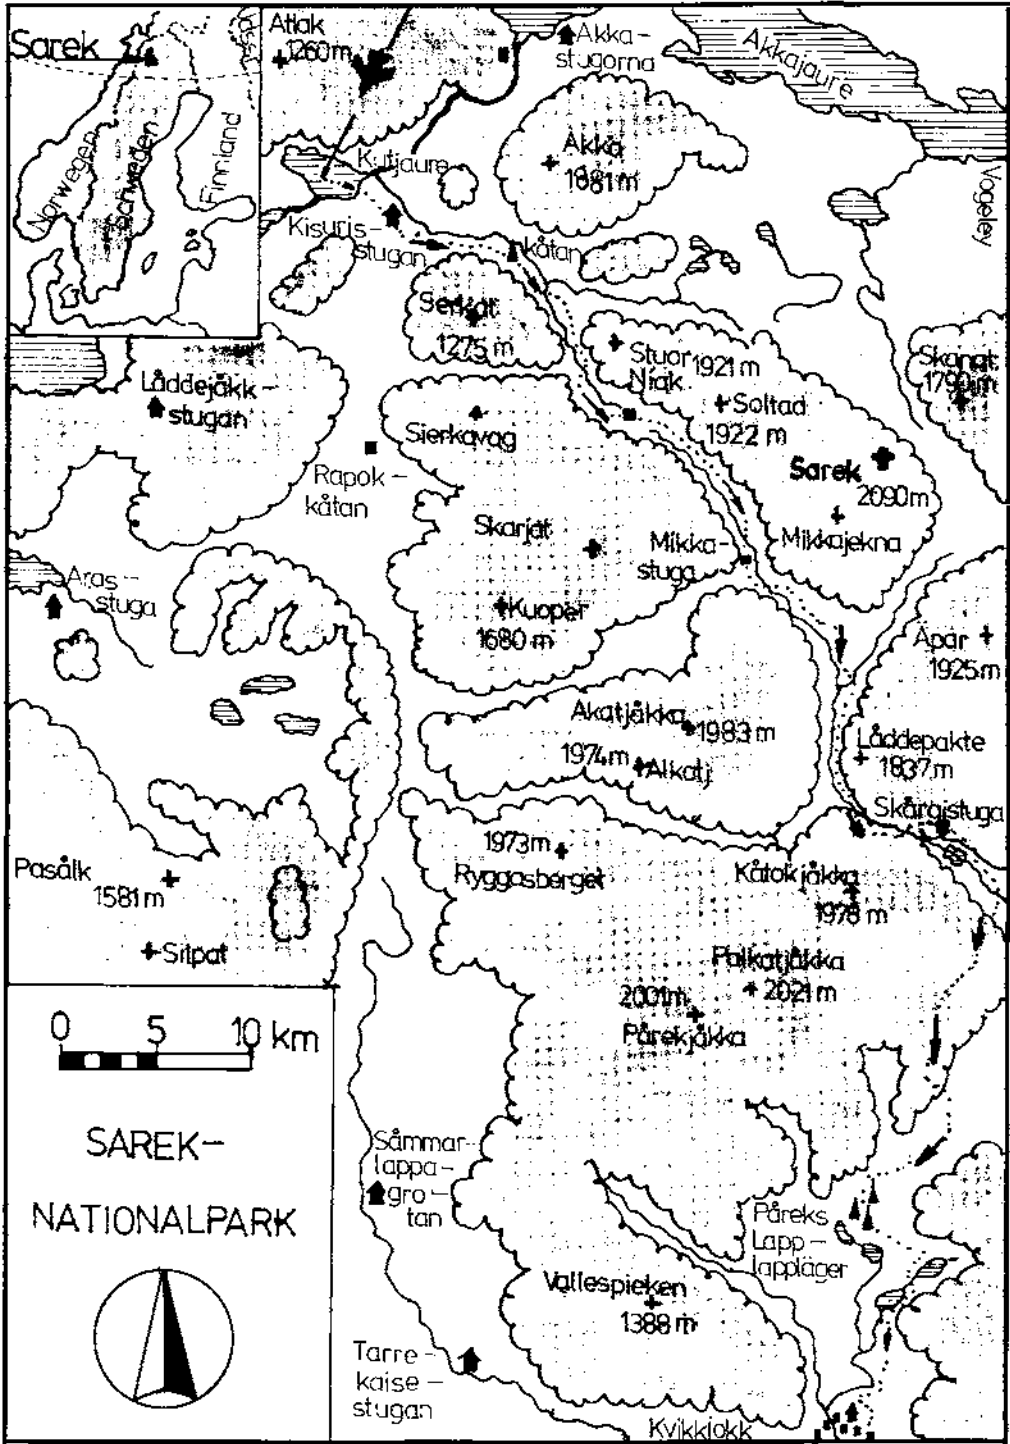 Sarek
Norwegen
Schweden
Finnland
Atlak
1260 m
Akka-
stugorna
Akkajaure
Akka
1881 m
Kutjaure
Vogeley
Kisuris-
stugan
kåtan
Serkat
1275 m
Stuor
Niak
1921 m
Soltad
1922 m
Skanat
1790 m
Låddejåkk-
stugan
Sierkavag
Sarek
2090 m
Rapok-
kåtan
Skarjat
Mikka-
stuga
Mikkajekna
Aras-
stuga
Kuoper
1680 m
Apar
1925 m
Akatjåkka
1983 m
1974 m
Alkatj
Låddepakte
1837 m
Skårgistuga
1973 m
Ryggasberget
Kåtokjåkka
1978 m
Pasålk
1581 m
Sitpat
Palkatjåkka
2021 m
2001 m
Pårekjåkka
0 5 10 km
SAREK-
NATIONALPARK
Såmmar-
lappa-
gro-
tan
Påreks
Lapp-
lappläger
Vallespieken
1388 m
Tarre-
kaise-
stugan
Kvikkjokk